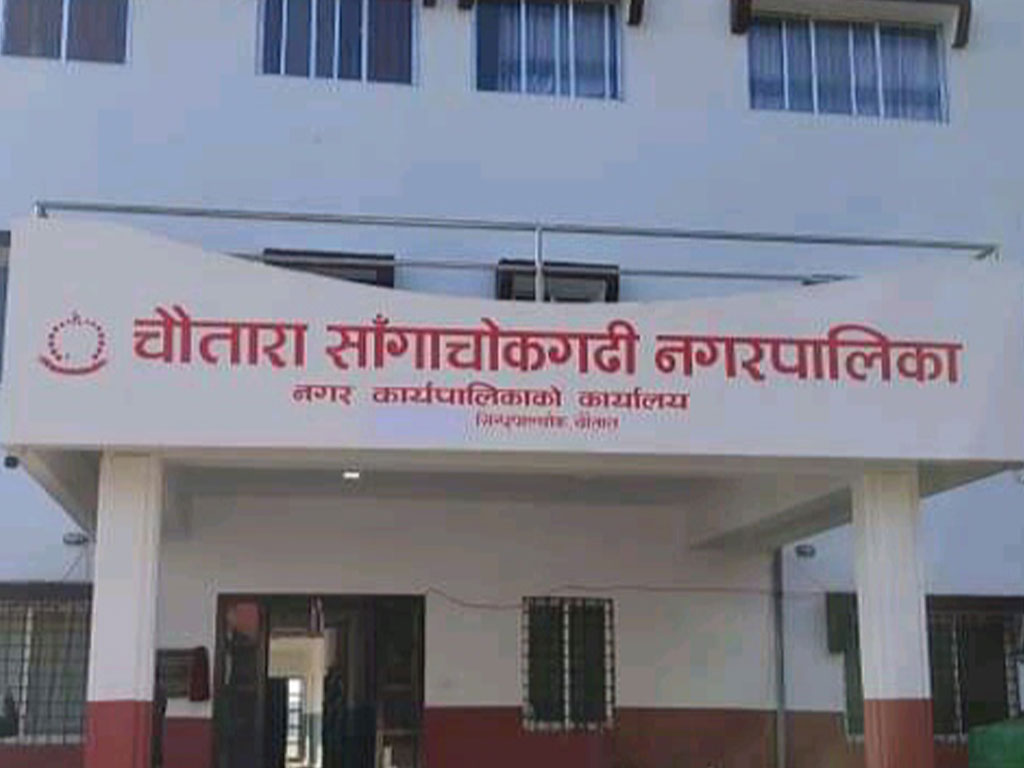 चौतारा साँगाचोकगढी नगरपालिका
नगर कार्यपालिकाको कार्यालय
सिन्धुपाल्चोक, चौतारा